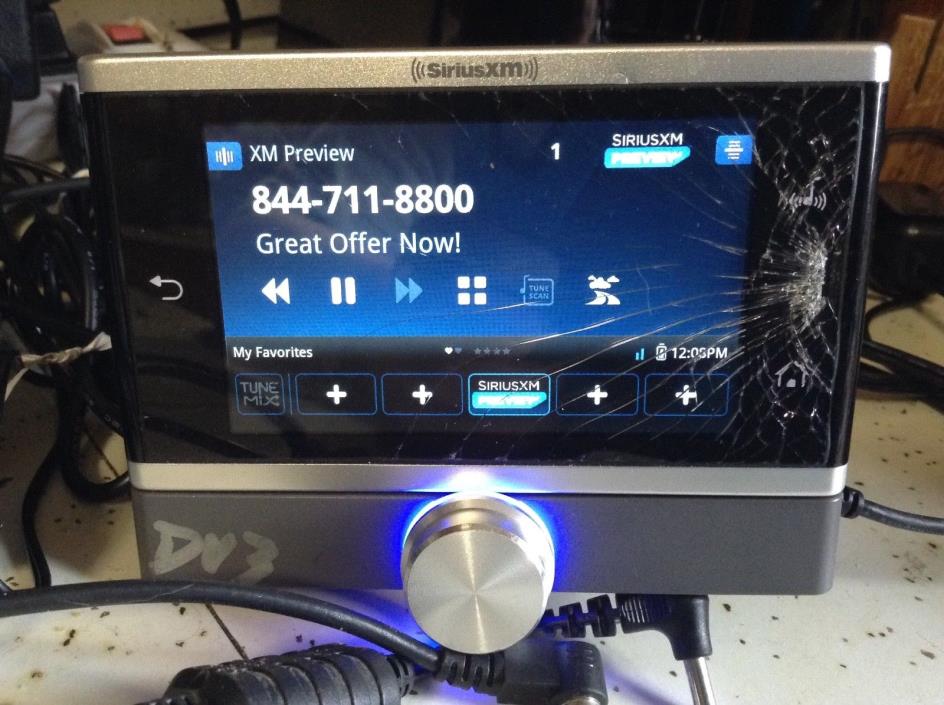 SiriusXM
XM Preview 1 SIRIUSXM
PREVIEW
844-711-8800
Great Offer Now!
TUNE
SCAN
My Favorites 12:08PM
TUNE
MIX
SIRIUSXM
PREVIEW
DV3